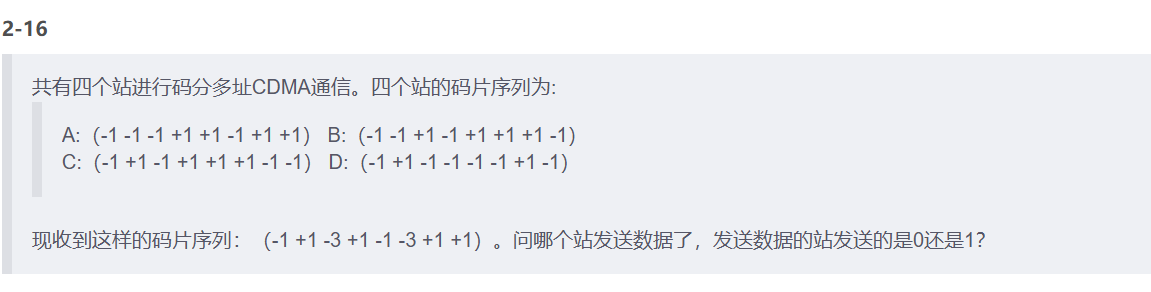 2-16
共有四个站进行码分多址CDMA通信。四个站的码片序列为:
A:（-1 -1 -1 +1 +1 -1 +1 +1） B:（-1 -1 +1 -1 +1 +1 +1 -1）
C:（-1 +1 -1 +1 +1 +1 -1 -1） D:（-1 +1 -1 -1 -1 -1 +1 -1）
现收到这样的码片序列：（-1 +1 -3 +1 -1 -3 +1 +1）。问哪个站发送数据了，发送数据的站发送的是0还是1？